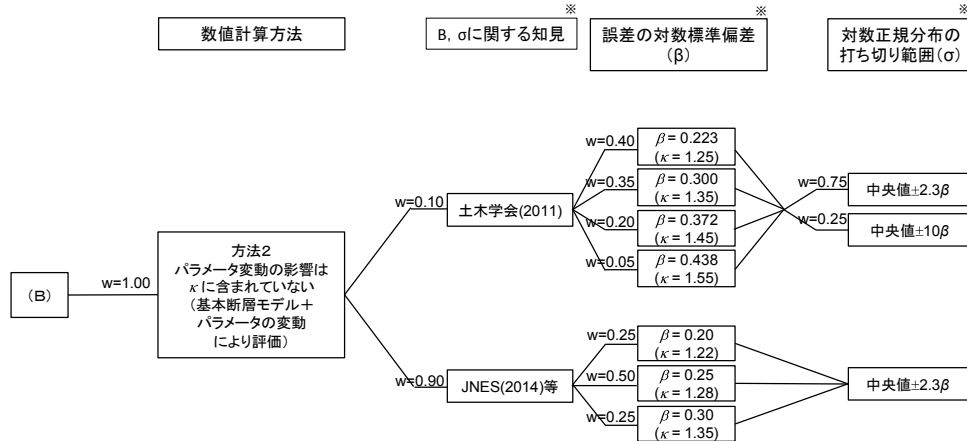 ※
※
※
数値計算方法
B, σに関する知見
誤差の対数標準偏差
(β)
対数正規分布の
打ち切り範囲(σ)
(B)
w=1.00
方法2
パラメータ変動の影響は
κに含まれていない
(基本断層モデル+
パラメータの変動
により評価)
w=0.10
土木学会(2011)
w=0.40
β = 0.223
(κ = 1.25)
w=0.35
β = 0.300
(κ = 1.35)
w=0.20
β = 0.372
(κ = 1.45)
w=0.05
β = 0.438
(κ = 1.55)
w=0.75
中央値±2.3β
w=0.25
中央値±10β
w=0.90
JNES(2014)等
w=0.25
β = 0.20
(κ = 1.22)
w=0.50
β = 0.25
(κ = 1.28)
w=0.25
β = 0.30
(κ = 1.35)
中央値±2.3β